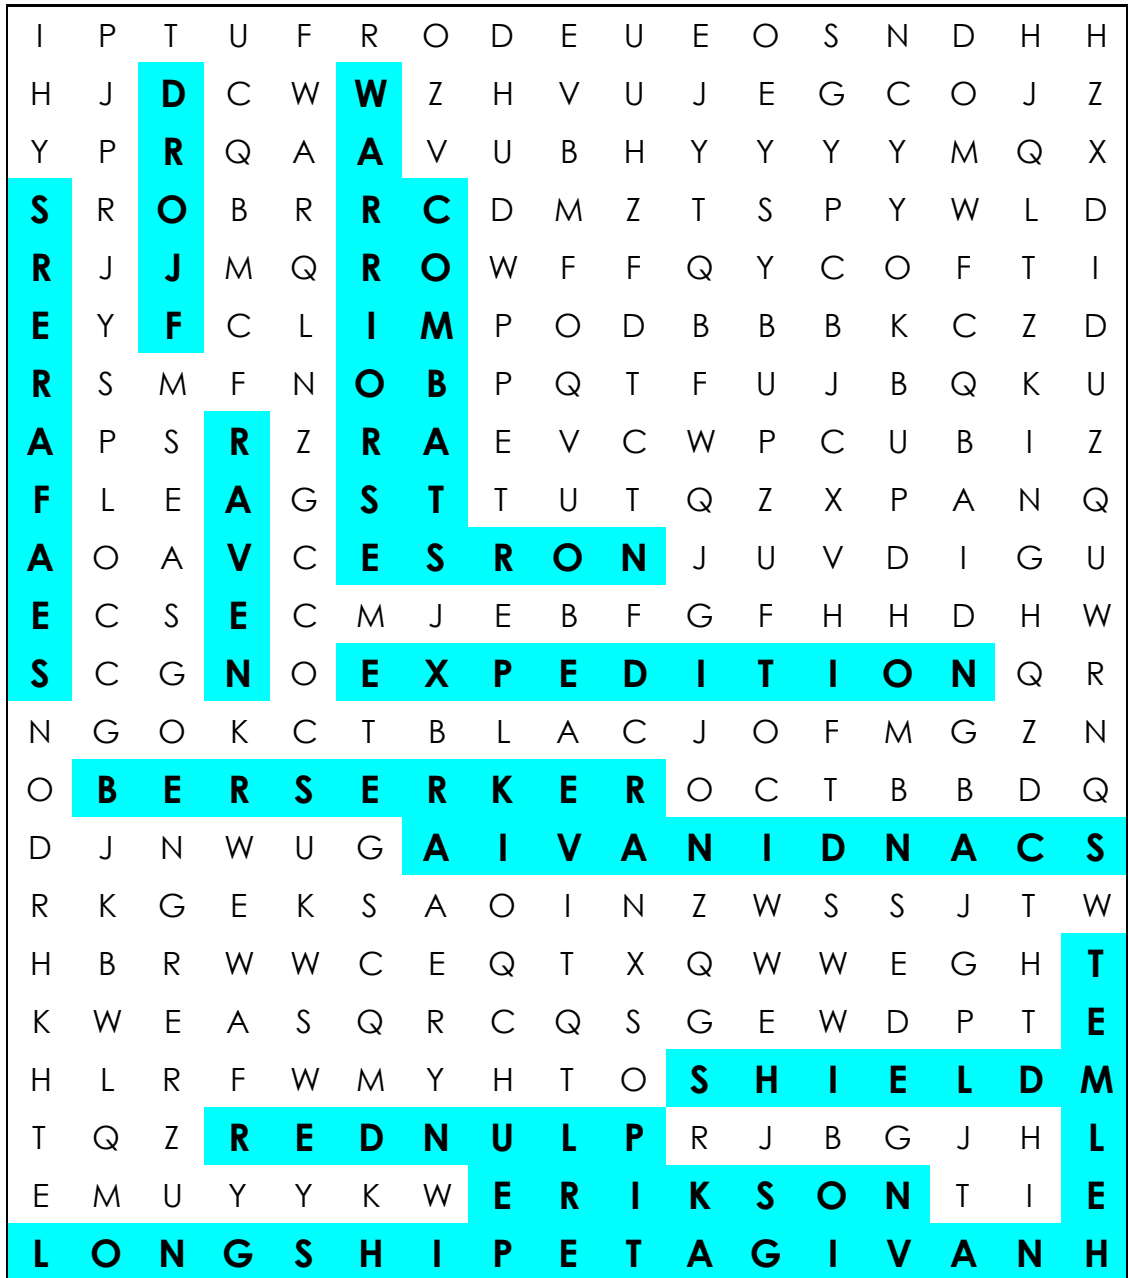 I P T U F R O D E U E O S N D H H
H J D C W W Z H V U J E G C O J Z
Y P R Q A A V U B H Y Y Y Y M Q X
S R O B R R C D M Z T S P Y W L D
R J J M Q R O W F F Q Y C O F T I
E Y F C L I M P O D B B B K C Z D
R S M F N O B P Q T F U J B Q K U
A P S R Z R A E V C W P C U B I Z
F L E A G S T T U T Q Z X P A N Q
A O A V C E S R O N J U V D I G U
E C S E C M J E B F G F H H D H W
S C G N O E X P E D I T I O N Q R
N G O K C T B L A C J O F M G Z N
O B E R S E R K E R O C T B B D Q
D J N W U G A I V A N I D N A C S
R K G E K S A O I N Z W S S J T W
H B R W W C E Q T X Q W W E G H T
K W E A S Q R C Q S G E W D P T E
H L R F W M Y H T O S H I E L D M
T Q Z R E D N U L P R J B G J H L
E M U Y Y K W E R I K S O N T I E
L O N G S H I P E T A G I V A N H